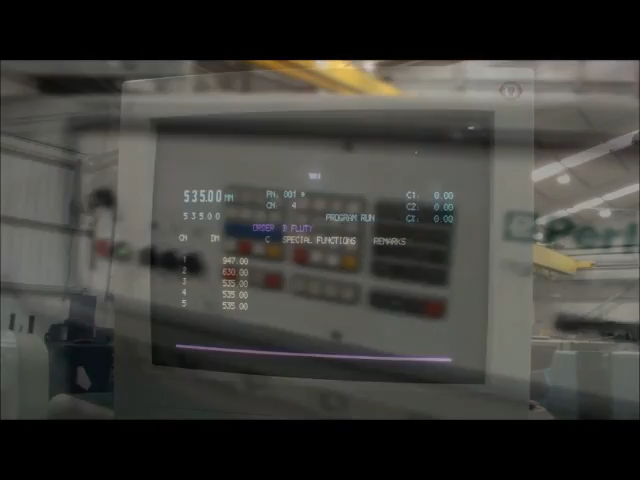 535.00 MM PN 001 C1 0.00
CN 4 C2 0.00
535.00 PROGRAM RUN 0.00
ORDER B FLUTY
CN DM C SPECIAL FUNCTIONS REMARKS
1 947.00
2 630.00
3 535.00
4 535.00
5 535.00